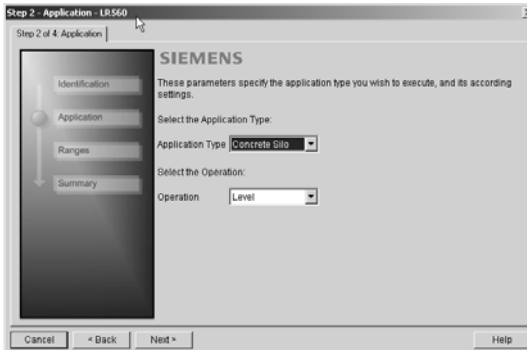 Step 2 - Application - LR560
Step 2 of 4: Application
SIEMENS
Identification
Application
Ranges
Summary
These parameters specify the application type you wish to execute, and its according
settings.
Select the Application Type:
Application Type Concrete Silo
Select the Operation:
Operation Level
Cancel < Back Next > Help